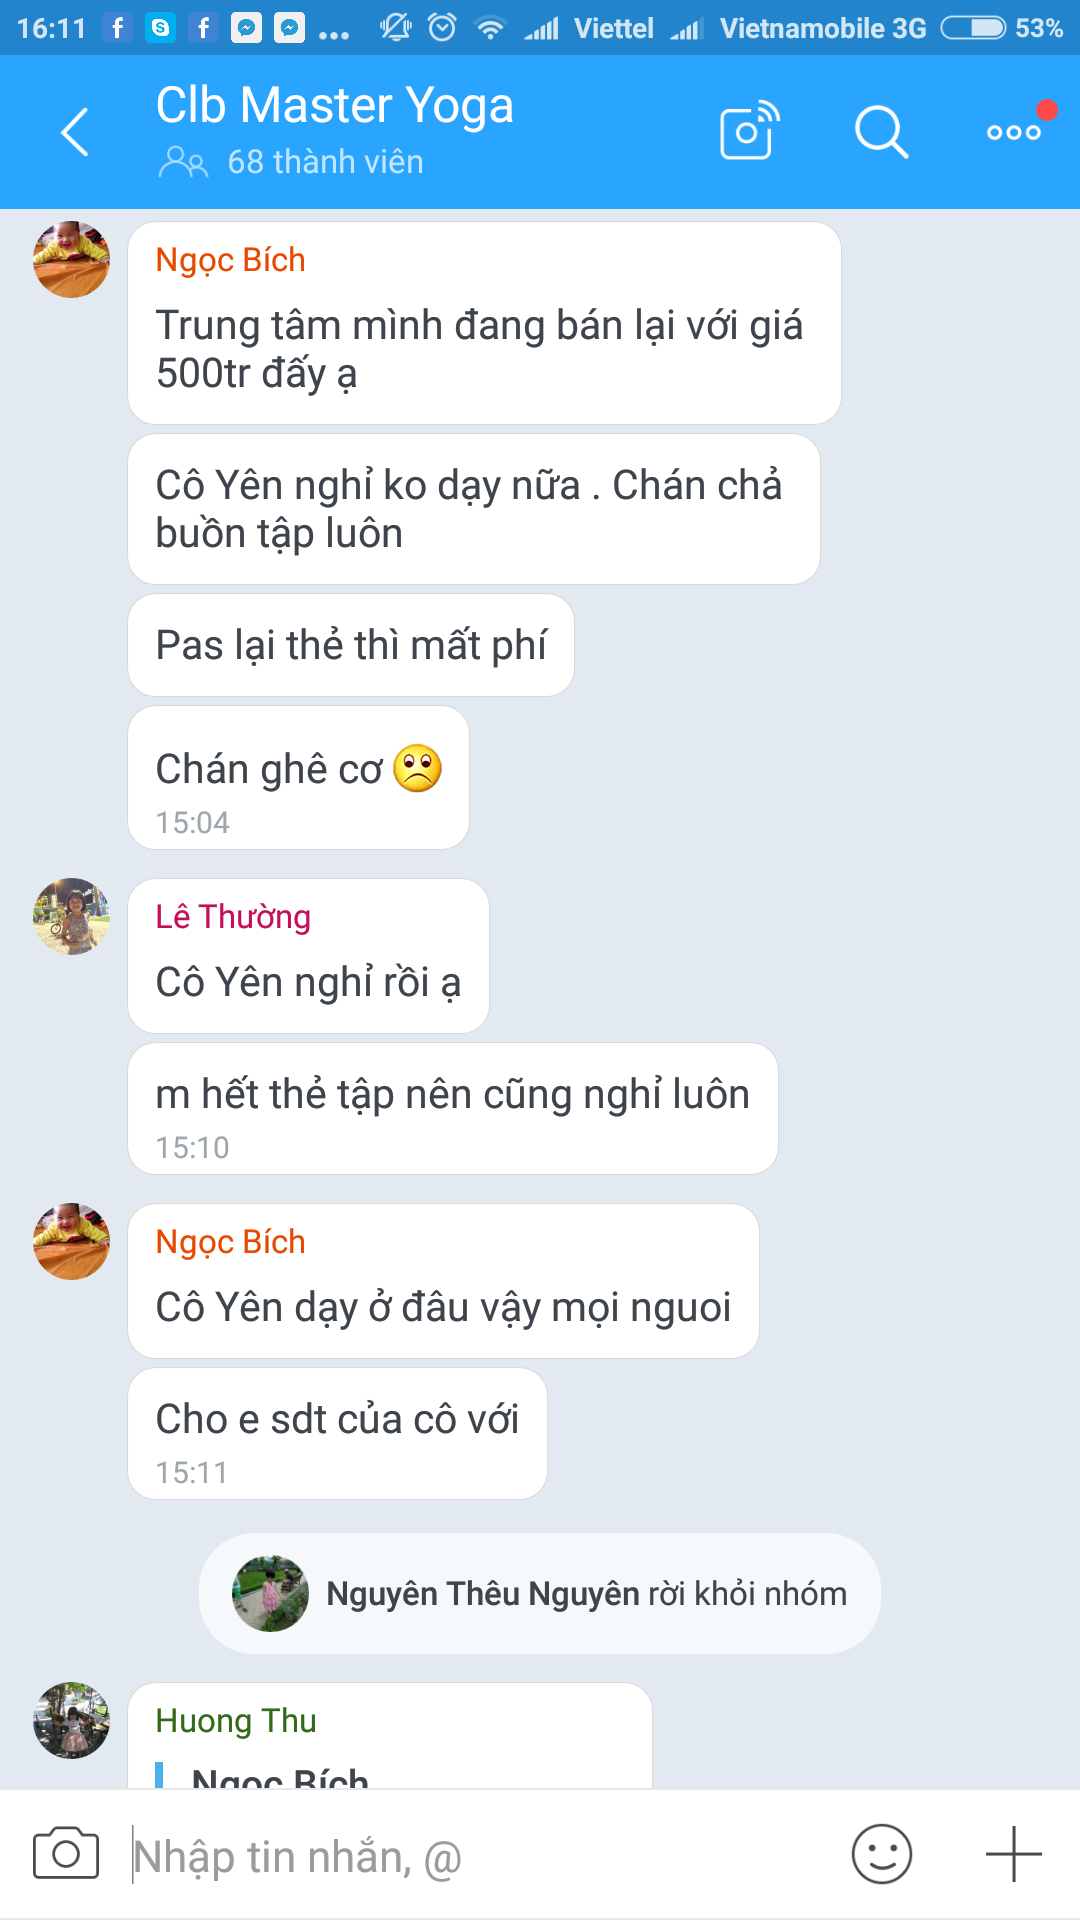 16:11 ... Viettel Vietnamobile 3G 53%
Clb Master Yoga
68 thành viên
Ngọc Bích
Trung tâm mình đang bán lại với giá
500tr đấy ạ
Cô Yên nghỉ ko dạy nữa . Chán chả
buồn tập luôn
Pas lại thẻ thì mất phí
Chán ghê cơ
15:04
Lê Thường
Cô Yên nghỉ rồi ạ
m hết thẻ tập nên cũng nghỉ luôn
15:10
Ngọc Bích
Cô Yên dạy ở đâu vậy mọi nguoi
Cho e sdt của cô với
15:11
Nguyên Thêu Nguyên rời khỏi nhóm
Huong Thu
Ngọc Bích
Nhập tin nhắn, @